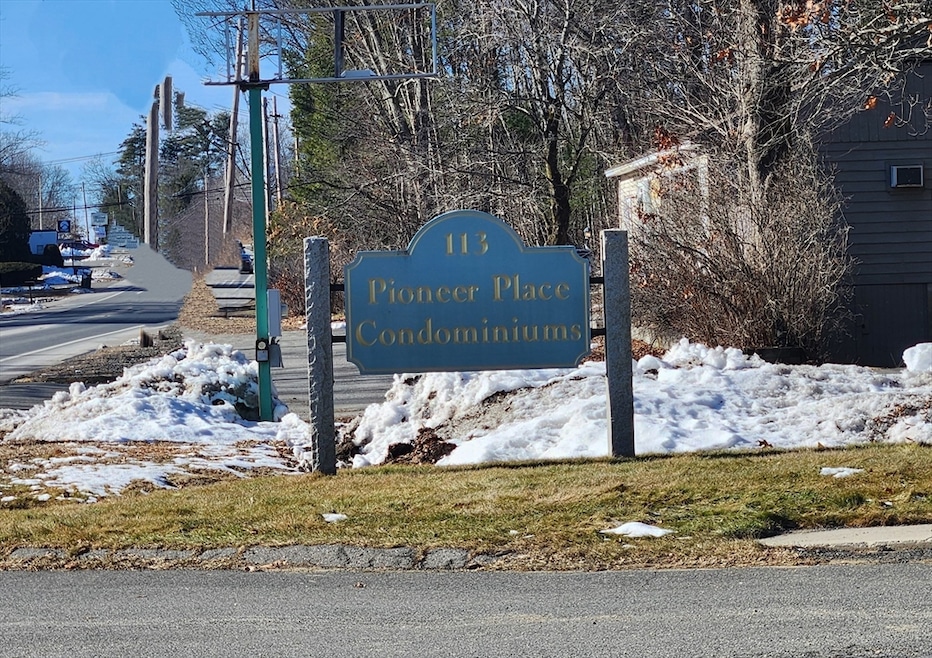 113
Pioneer Place
Condominiums